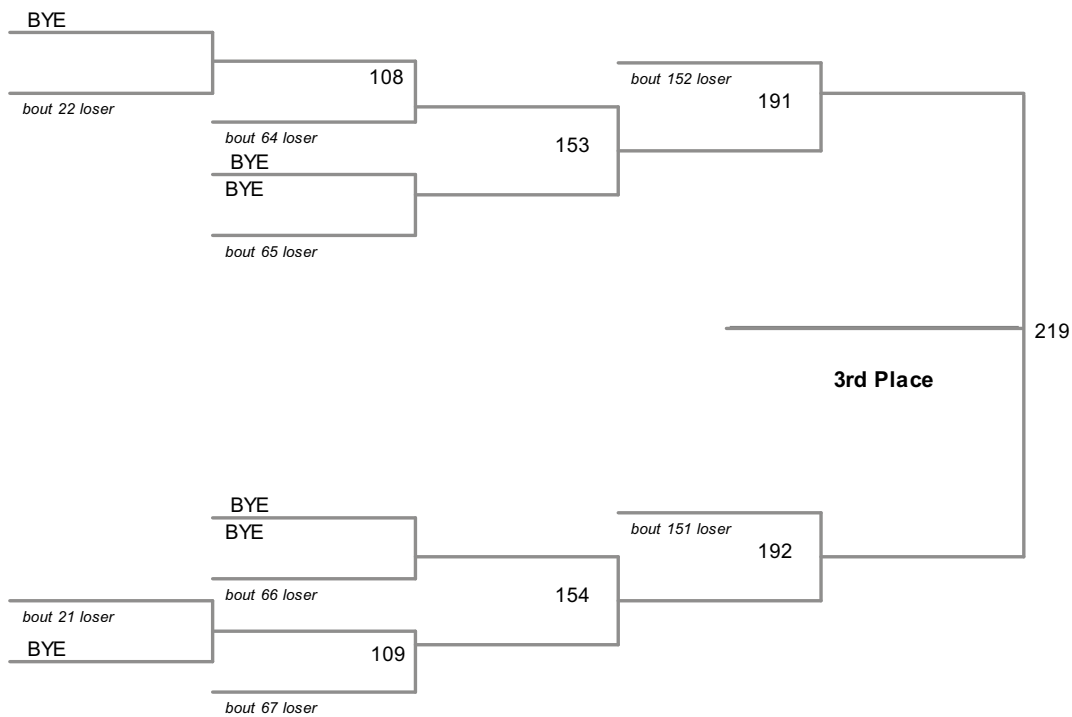 BYE
bout 22 loser
108
bout 64 loser
BYE
BYE
bout 65 loser
153
bout 152 loser
191
219
3rd Place
BYE
BYE
bout 66 loser
bout 21 loser
BYE
109
bout 67 loser
154
bout 151 loser
192